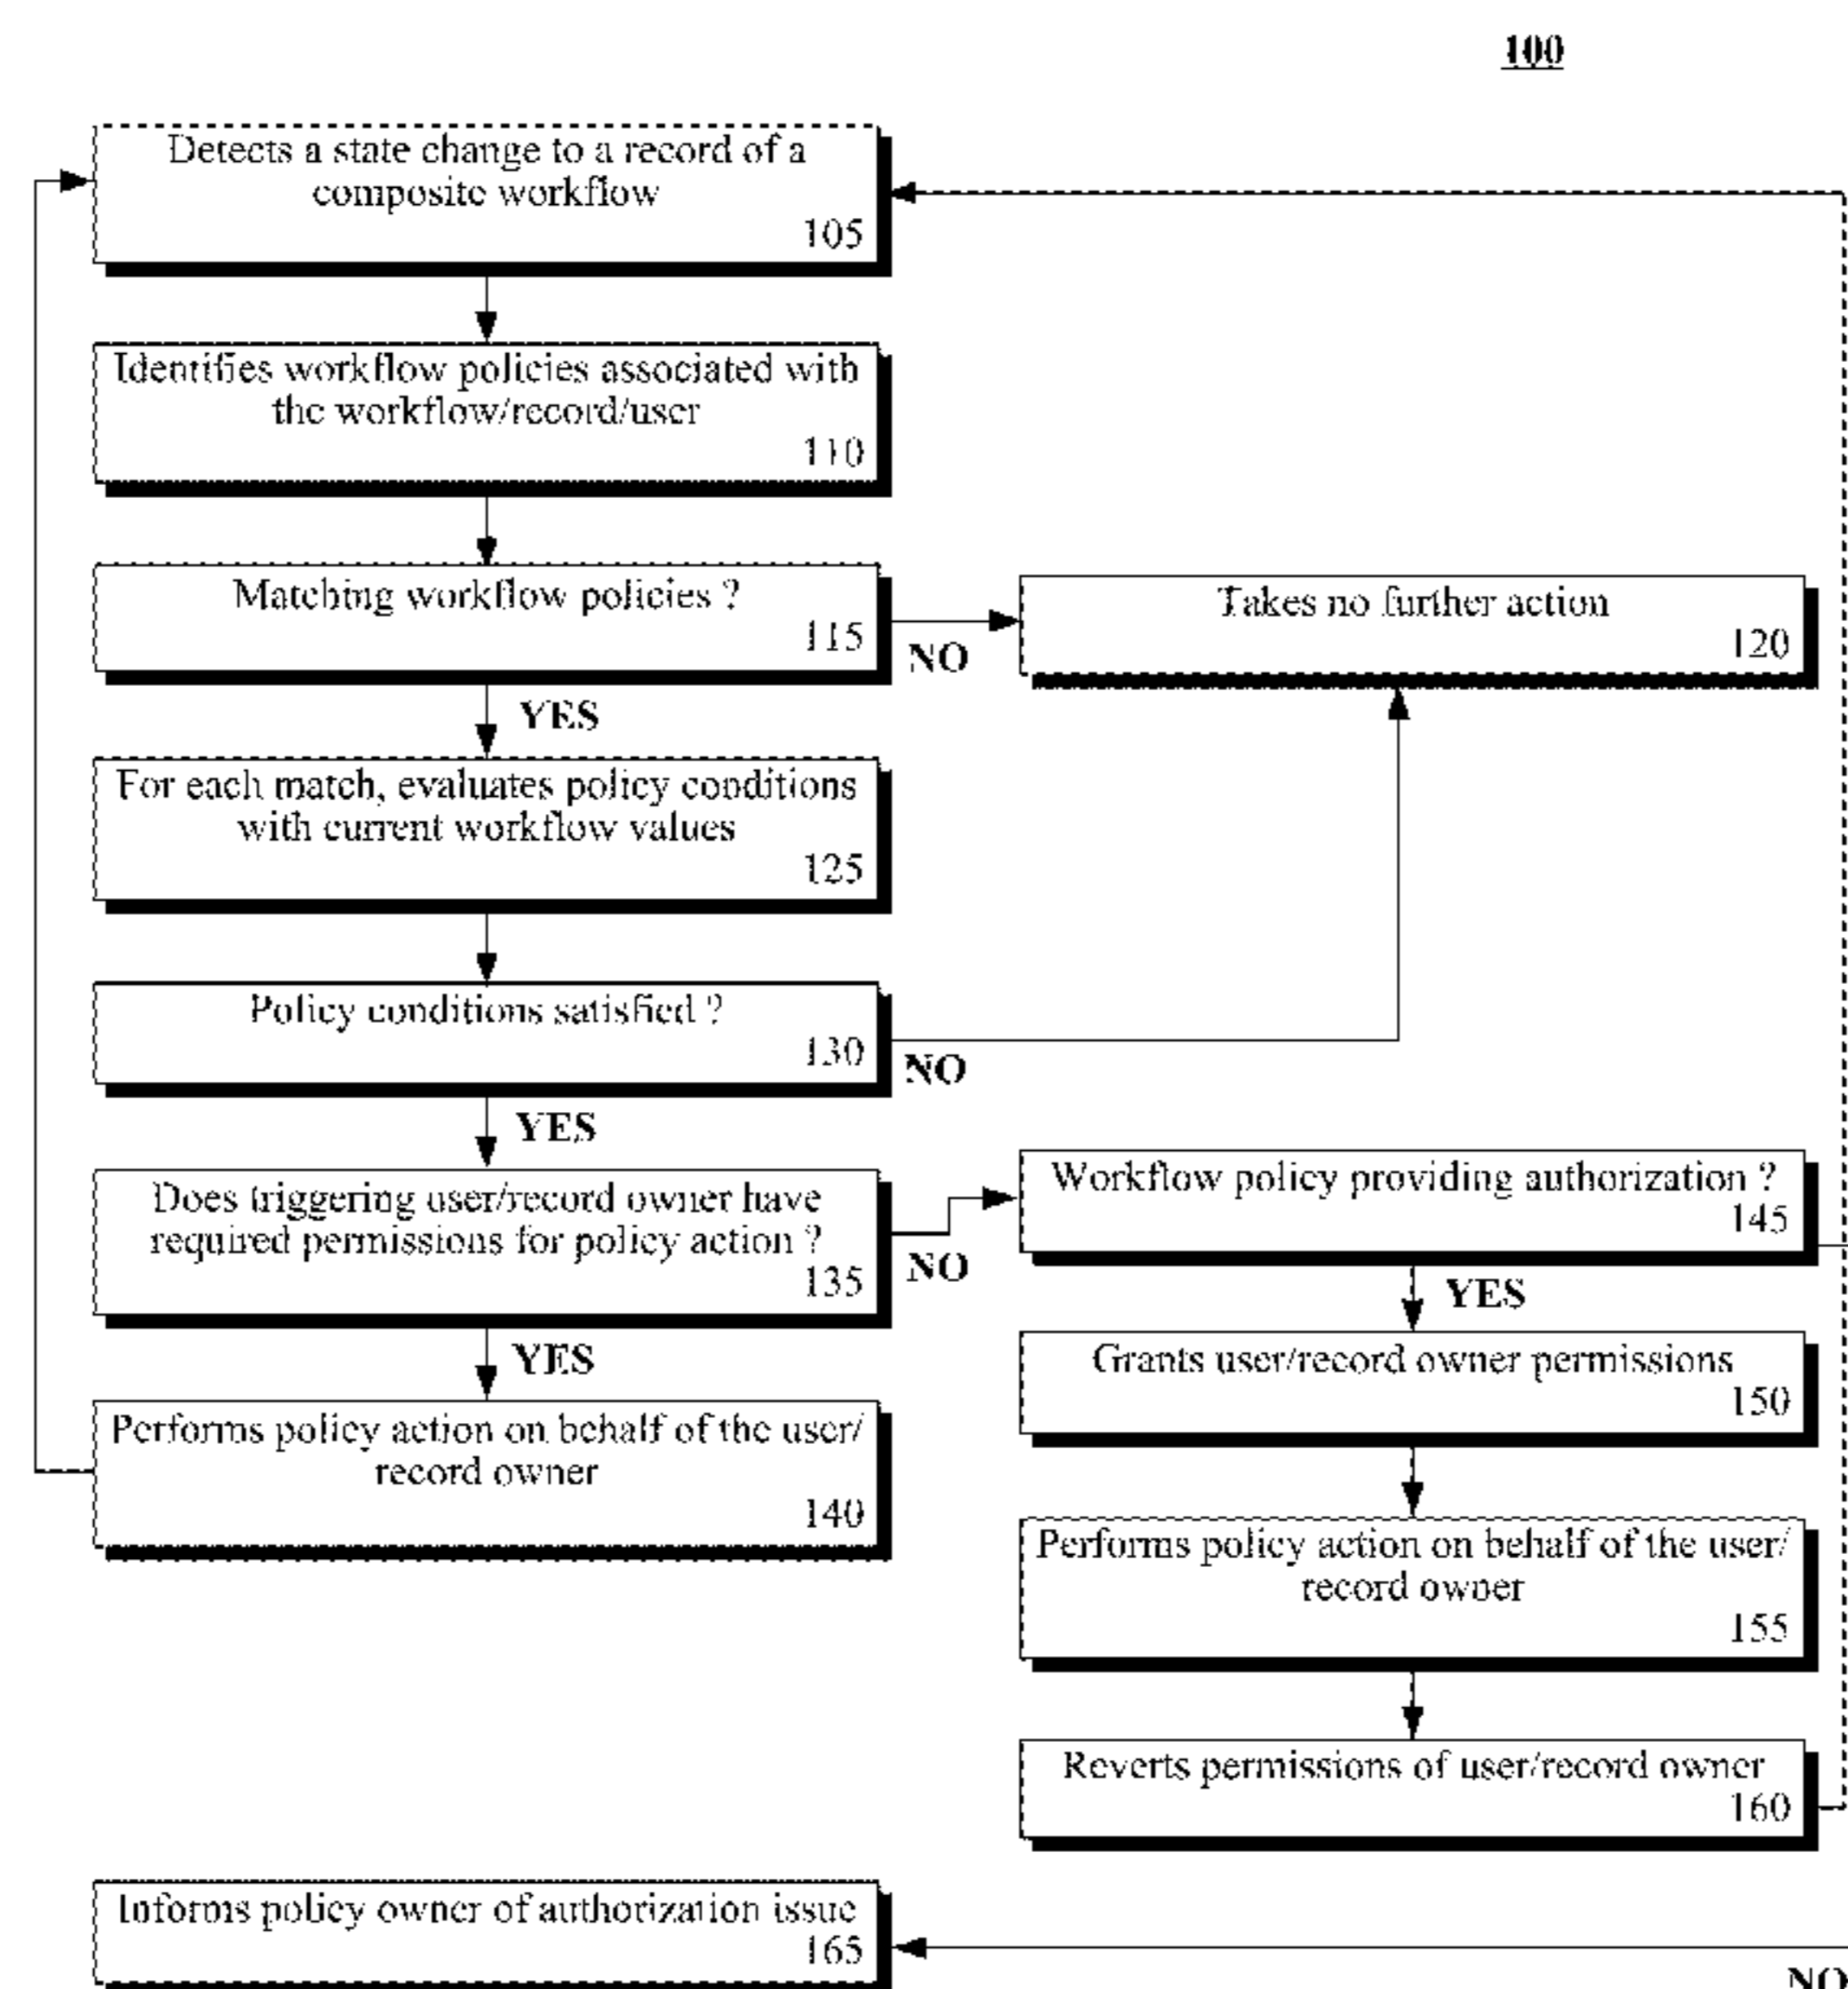 100
Detects a state change to a record of a
composite workflow
105
Identifies workflow policies associated with
the workflow/record/user
110
Matching workflow policies ?
115
NO
Takes no further action
120
YES
For each match, evaluates policy conditions
with current workflow values
125
Policy conditions satisfied ?
130
NO
YES
Does triggering user/record owner have
required permissions for policy action ?
135
NO
Workflow policy providing authorization ?
145
YES
YES
Performs policy action on behalf of the user/
record owner
140
Grants user/record owner permissions
150
Performs policy action on behalf of the user/
record owner
155
Reverts permissions of user/record owner
160
Informs policy owner of authorization issue
165
NO